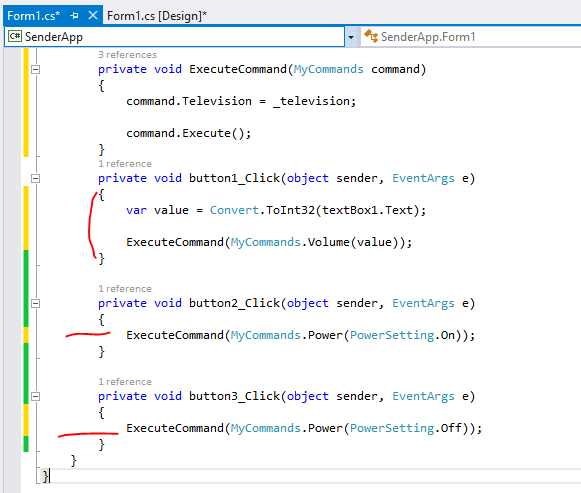 Form1.cs*
Form1.cs [Design]*
C# SenderApp
SenderApp.Form1
3 references
private void ExecuteCommand(MyCommands command)
{
command.Television = _television;
command.Execute();
}
1 reference
private void button1_Click(object sender, EventArgs e)
{
var value = Convert.ToInt32(textBox1.Text);
ExecuteCommand(MyCommands.Volume(value));
}
1 reference
private void button2_Click(object sender, EventArgs e)
{
ExecuteCommand(MyCommands.Power(PowerSetting.On));
}
1 reference
private void button3_Click(object sender, EventArgs e)
{
ExecuteCommand(MyCommands.Power(PowerSetting.Off));
}
}
}